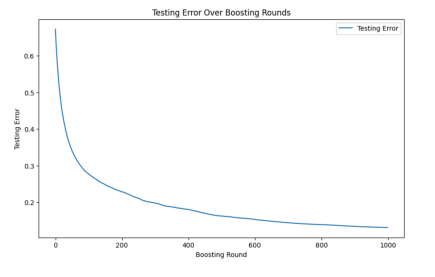 Testing Error Over Boosting Rounds
Testing Error
0.6
0.5
0.4
0.3
0.2
Testing Error
0
200
400
600
800
1000
Boosting Round